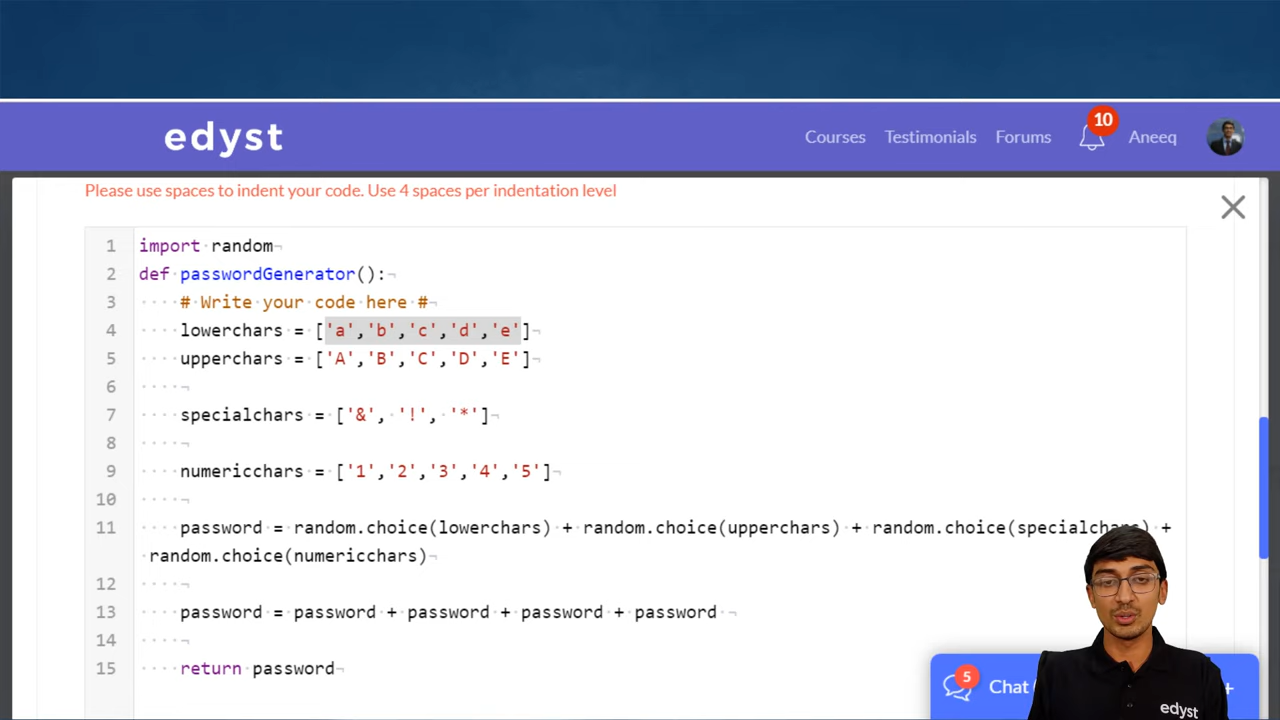 edyst
Courses Testimonials Forums 10 Aneeq
Please use spaces to indent your code. Use 4 spaces per indentation level
1 import random
2 def passwordGenerator():
3 # Write your code here #
4 lowerchars = ['a','b','c','d','e']
5 upperchars = ['A','B','C','D','E']
6
7 specialchars = ['&', '!', '*']
8
9 numericchars = ['1','2','3','4','5']
10
11 password = random.choice(lowerchars) + random.choice(upperchars) + random.choice(specialchars) +
random.choice(numericchars)
12
13 password = password + password + password + password
14
15 return password
5 Chat +
edyst